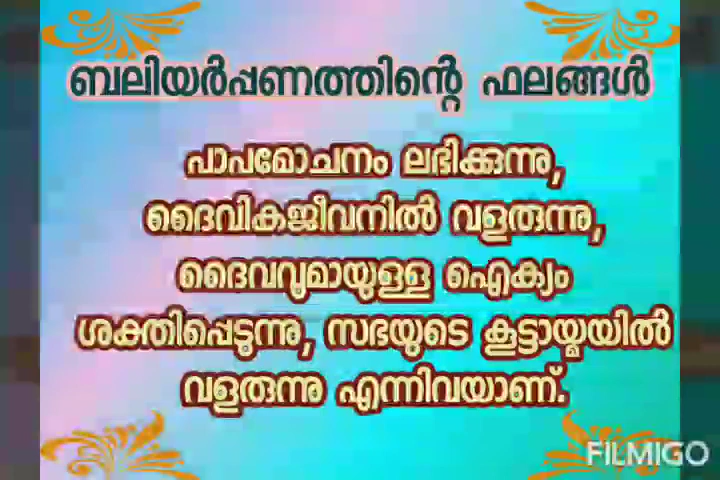 ബലിയർപ്പണത്തിന്റെ ഫലങ്ങൾ
പാപമോചനം ലഭിക്കുന്നു,
ദൈവികജീവനിൽ വളരുന്നു,
ദൈവവുമായുള്ള ഐക്യം
ശക്തിപ്പെടുന്നു, സഭയുടെ കൂട്ടായ്മയിൽ
വളരുന്നു എന്നിവയാണ്.
FILMIGO